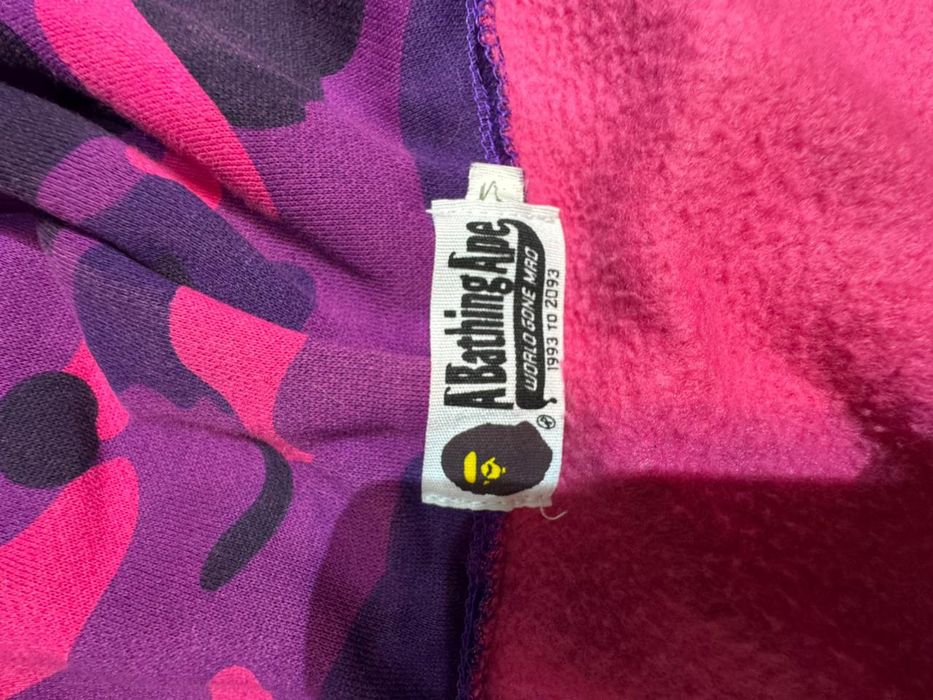 A Bathing Ape
WORLD GONE MAD
1993 TO 2093
®